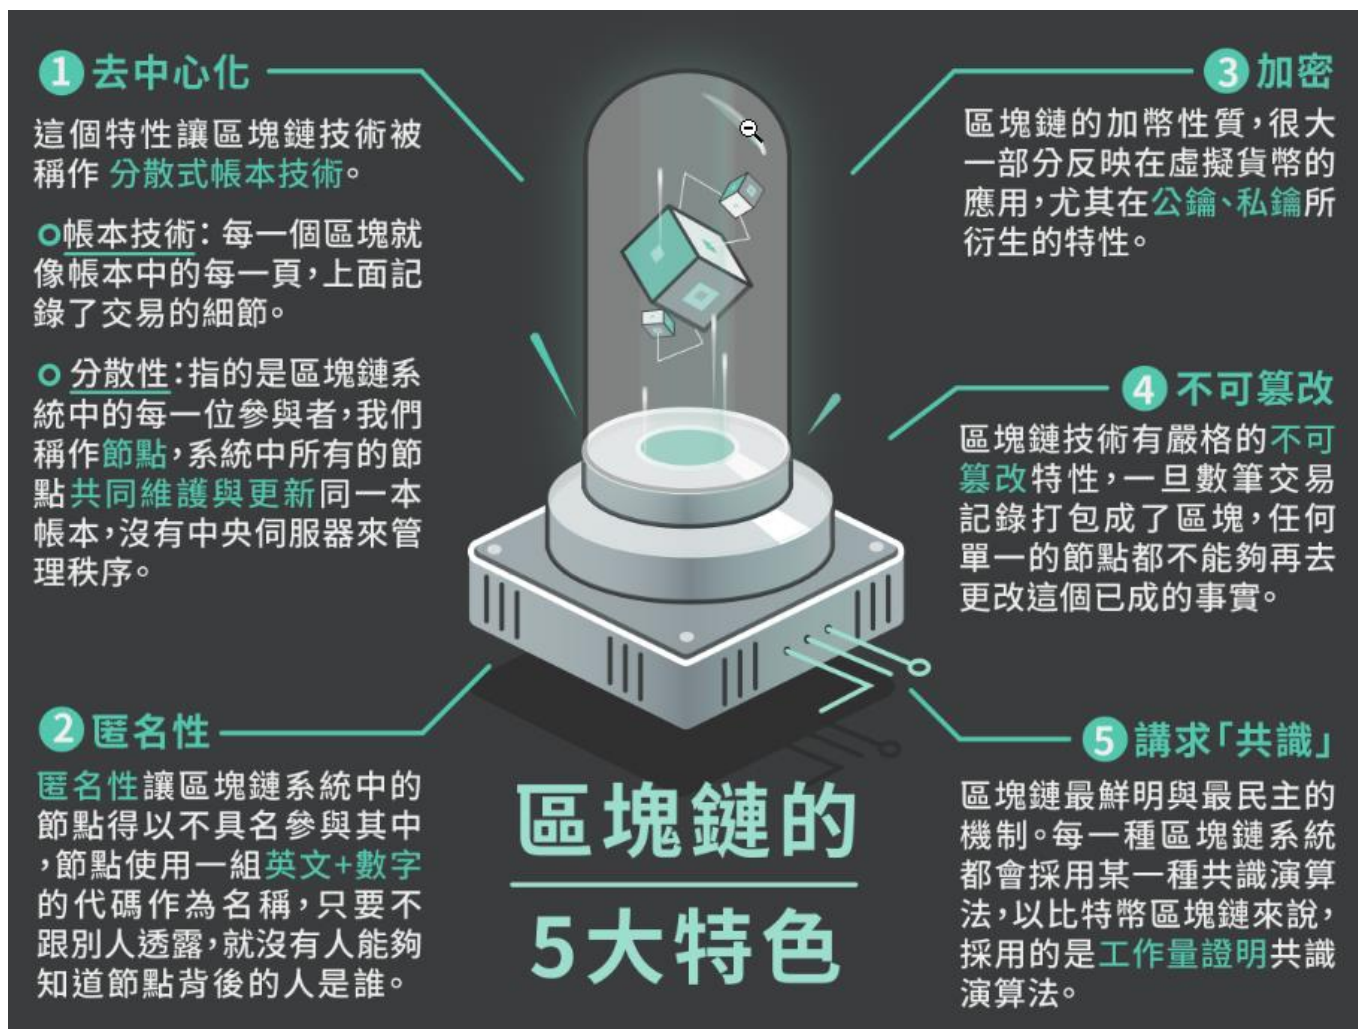 1 去中心化
這個特性讓區塊鏈技術被
稱作 分散式帳本技術。
帳本技術：每一個區塊就
像帳本中的每一頁，上面記
錄了交易的細節。
分散性：指的是區塊鏈系
統中的每一位參與者，我們
稱作節點，系統中所有的節
點共同維護與更新同一本
帳本，沒有中央伺服器來管
理秩序。
2 匿名性
匿名性讓區塊鏈系統中的
節點得以不具名參與其中
，節點使用一組英文+數字
的代碼作為名稱，只要不
跟別人透露，就沒有人能夠
知道節點背後的人是誰。
3 加密
區塊鏈的加幣性質，很大
一部分反映在虛擬貨幣的
應用，尤其在公鑰、私鑰所
衍生的特性。
4 不可篡改
區塊鏈技術有嚴格的不可
篡改特性，一旦數筆交易
記錄打包成了區塊，任何
單一的節點都不能夠再去
更改這個已成的事實。
5 講求「共識」
區塊鏈最鮮明與最民主的
機制。每一種區塊鏈系統
都會採用某一種共識演算
法，以比特幣區塊鏈來說，
採用的是工作量證明共識
演算法。
區塊鏈的
5大特色